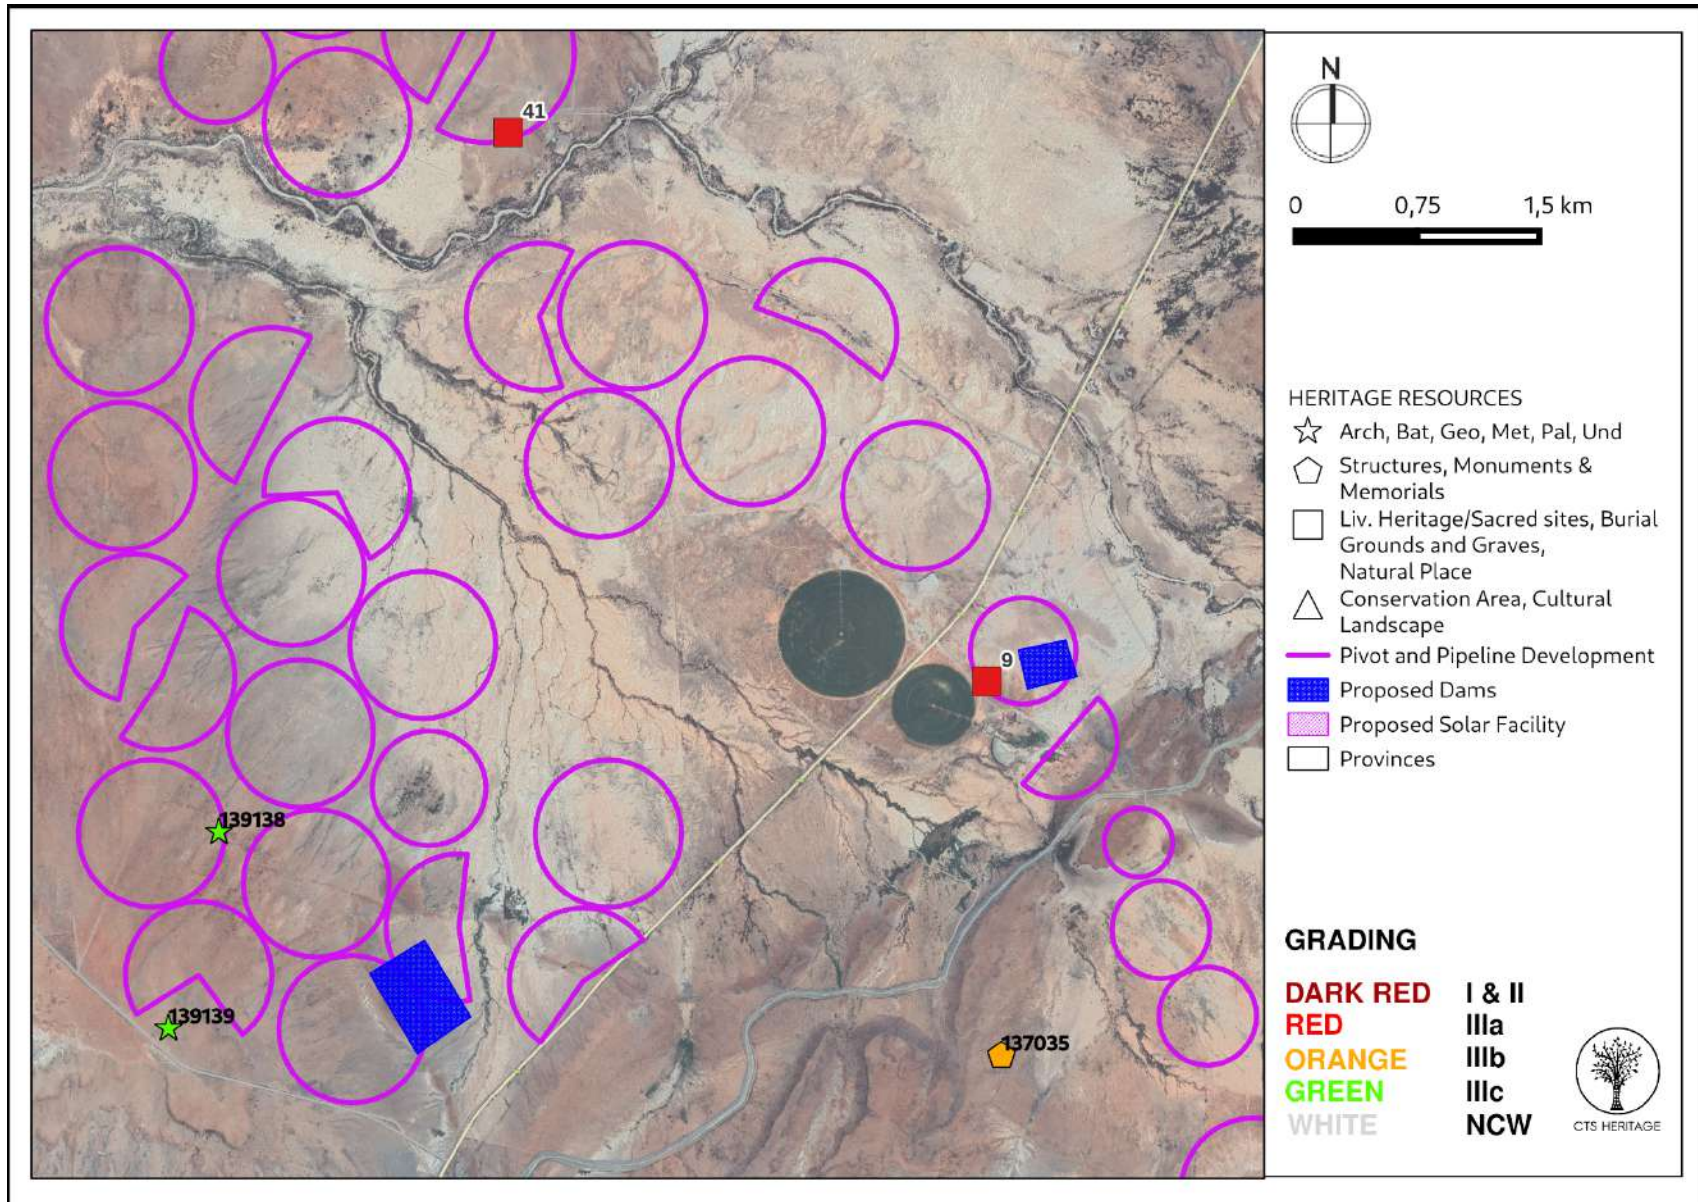 41
9
139138
139139
137035
N
0 0,75 1,5 km
HERITAGE RESOURCES
Arch, Bat, Geo, Met, Pal, Und
Structures, Monuments &
Memorials
Liv. Heritage/Sacred sites, Burial
Grounds and Graves,
Natural Place
Conservation Area, Cultural
Landscape
Pivot and Pipeline Development
Proposed Dams
Proposed Solar Facility
Provinces
GRADING
DARK RED I & II
RED IIIa
ORANGE IIIb
GREEN IIIc
WHITE NCW
CTS HERITAGE